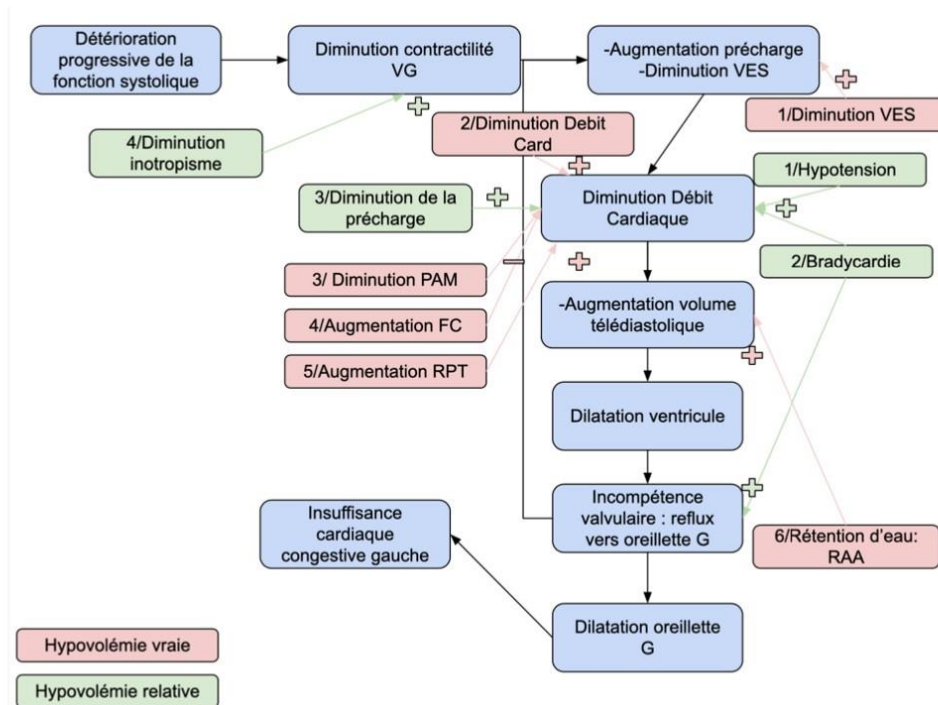 Détérioration
progressive de la
fonction systolique
Diminution contractilité
VG
-Augmentation précharge
-Diminution VES
4/Diminution
inotropisme
2/Diminution Debit
Card
1/Diminution VES
3/Diminution de la
précharge
Diminution Débit
Cardiaque
1/Hypotension
2/Bradycardie
3/ Diminution PAM
4/Augmentation FC
5/Augmentation RPT
-Augmentation volume
télédiastolique
Dilatation ventricule
Insuffisance
cardiaque
congestive gauche
Incompétence
valvulaire : reflux
vers oreillette G
6/Rétention d'eau:
RAA
Dilatation oreillette
G
Hypovolémie vraie
Hypovolémie relative